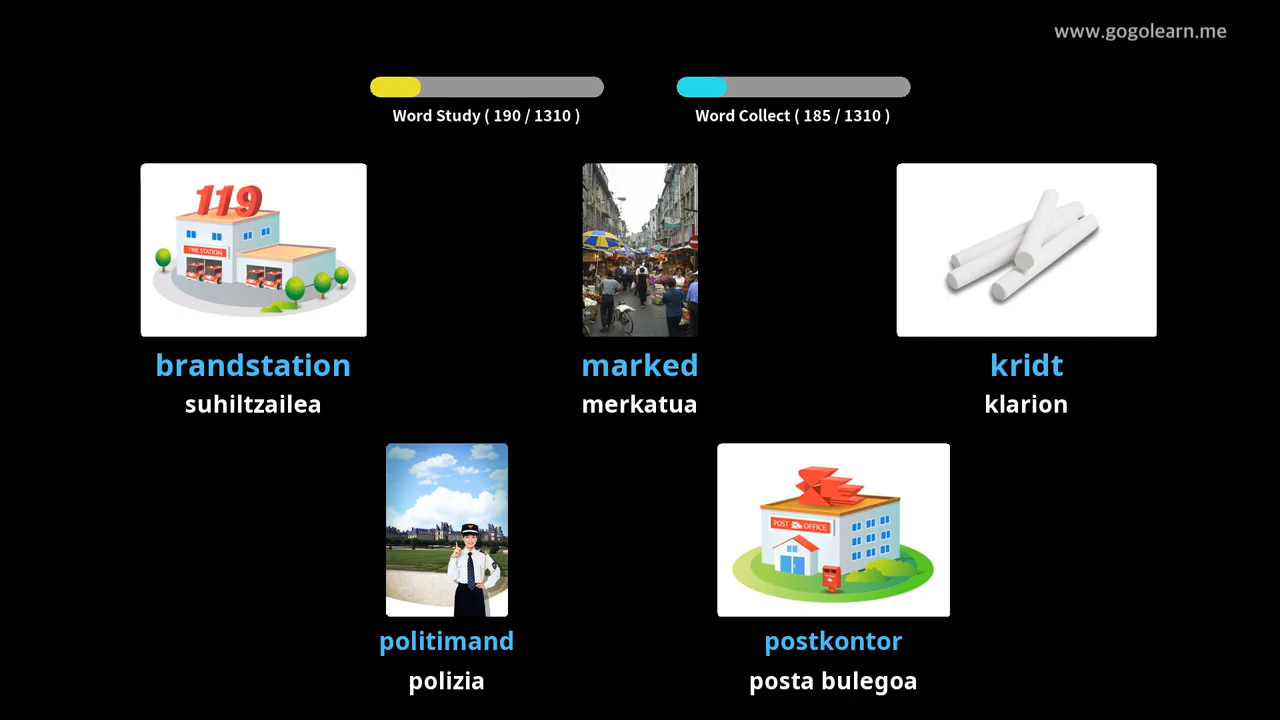 www.gogolearn.me
Word Study ( 190 / 1310 )
Word Collect ( 185 / 1310 )
119
FIRE STATION
brandstation
suhiltzailea
marked
merkatua
kridt
klarion
POST OFFICE
politimand
polizia
postkontor
posta bulegoa